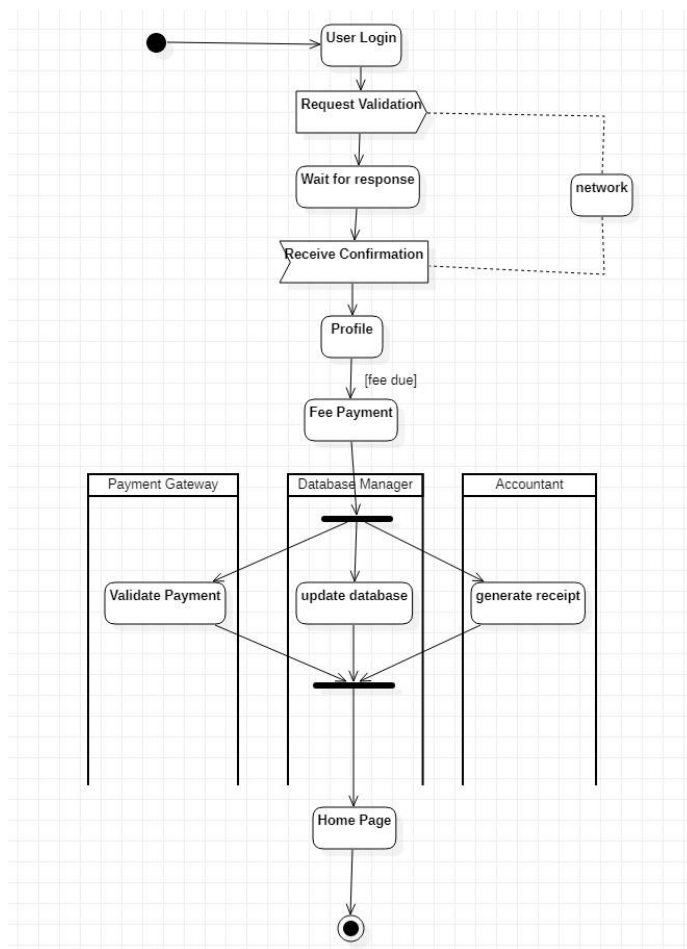 User Login
Request Validation
Wait for response
network
Receive Confirmation
Profile
[fee due]
Fee Payment
Payment Gateway
Database Manager
Accountant
Validate Payment
update database
generate receipt
Home Page